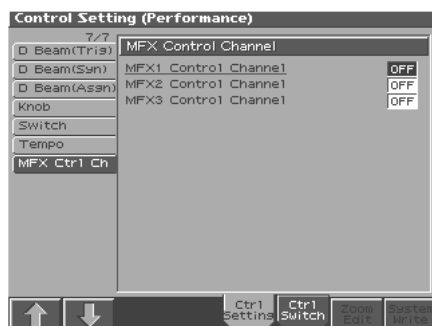 Control Setting (Performance)
7/7
D Beam(Trig)
D Beam(Syn)
D Beam(Assn)
Knob
Switch
Tempo
MFX Ctrl Ch
MFX Control Channel
MFX1 Control Channel OFF
MFX2 Control Channel OFF
MFX3 Control Channel OFF
Ctrl Setting
Ctrl Switch
Zoom Edit
System Write